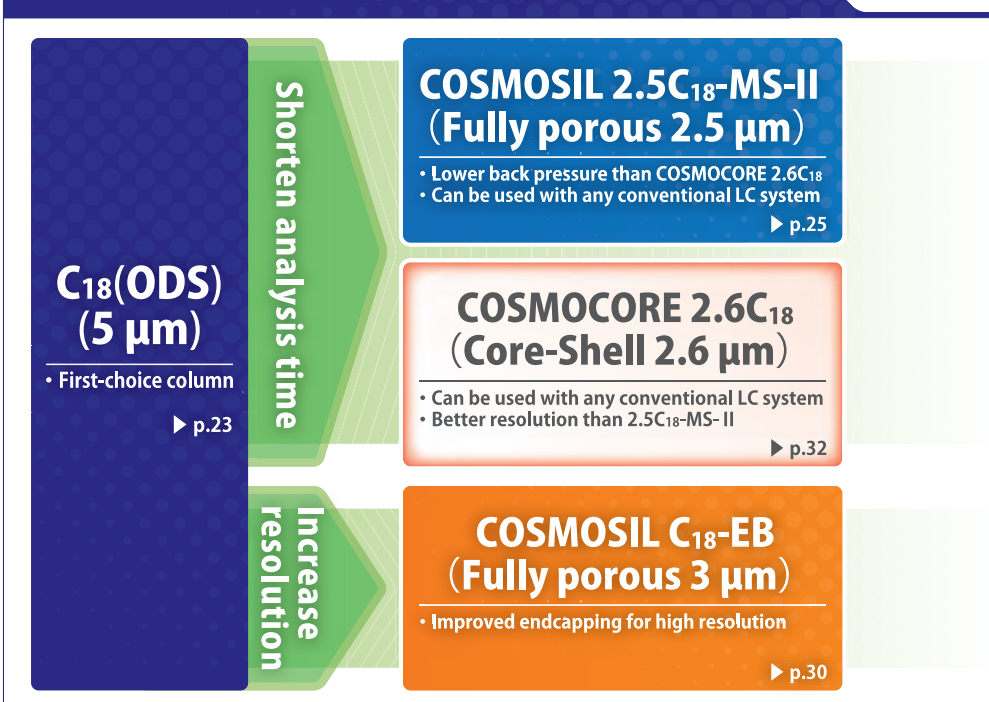 C18(ODS)
(5 µm)
• First-choice column
▶ p.23
Shorten analysis time
COSMOSIL 2.5C18-MS-II
(Fully porous 2.5 µm)
• Lower back pressure than COSMOCORE 2.6C18
• Can be used with any conventional LC system
▶ p.25
COSMOCORE 2.6C18
(Core-Shell 2.6 µm)
• Can be used with any conventional LC system
• Better resolution than 2.5C18-MS- II
▶ p.32
Increase
resolution
COSMOSIL C18-EB
(Fully porous 3 µm)
• Improved endcapping for high resolution
▶ p.30